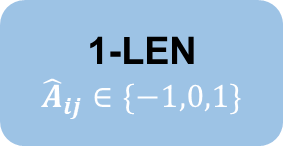 1-LEN
Â_ij ∈ {−1,0,1}